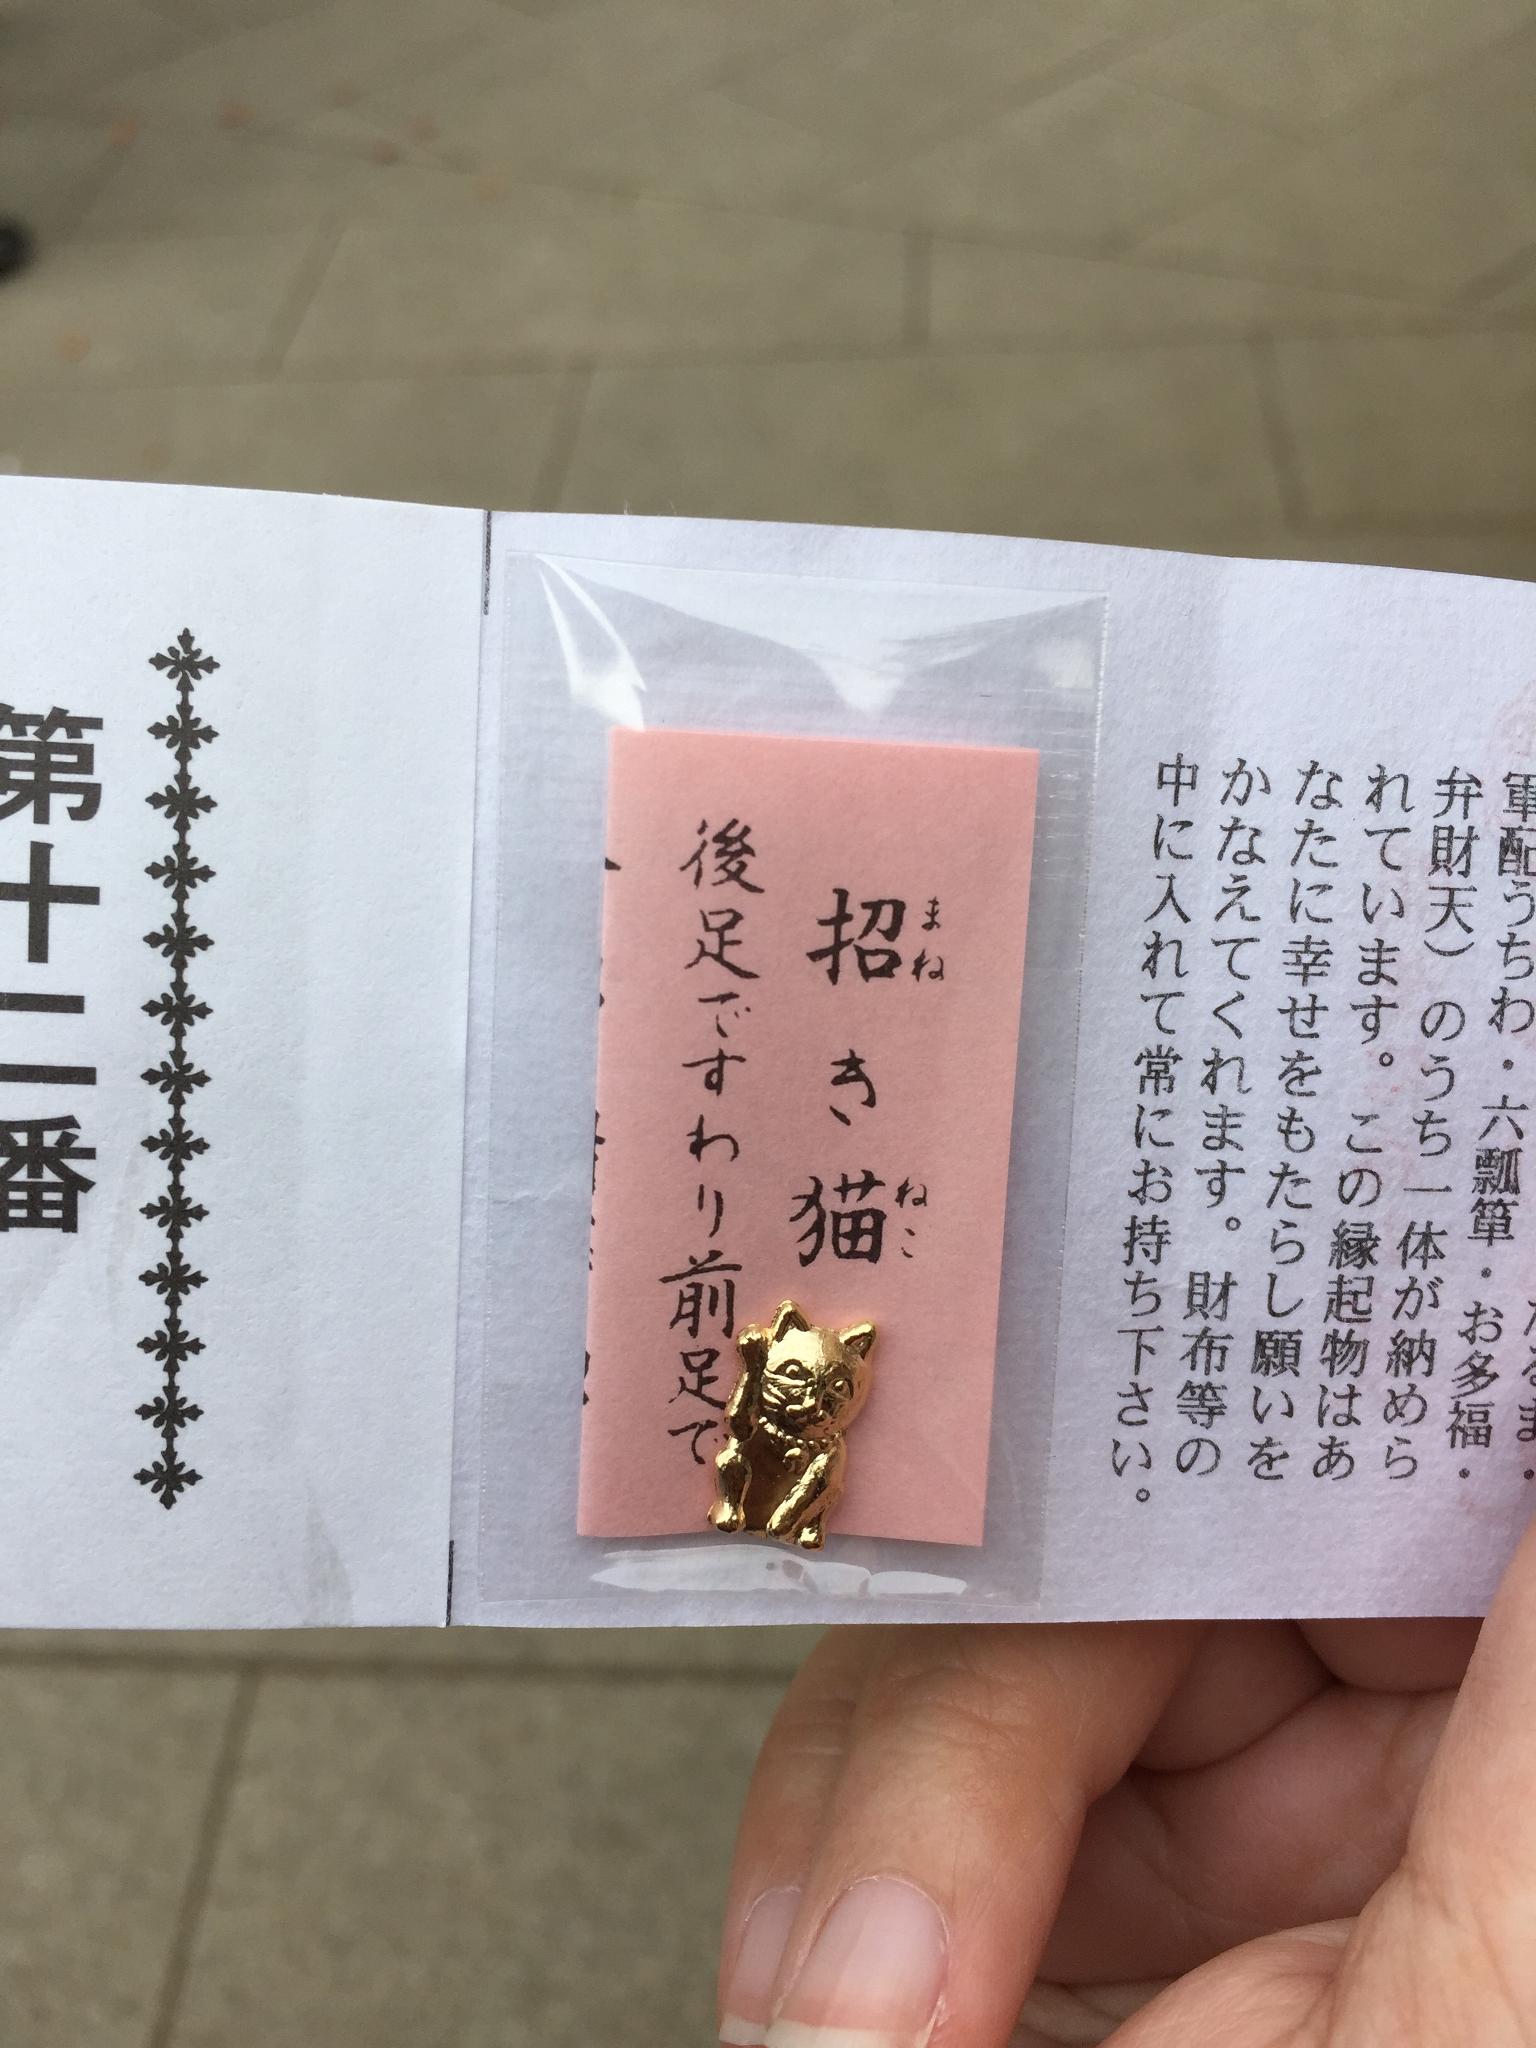 軍配うちわ・六瓢箪・お多福・
弁財天）のうち一体が納めら
れています。この縁起物はあ
なたに幸せをもたらし願いを
かなえてくれます。財布等の
中に入れて常にお持ち下さい。
まね
ねこ
招き猫
後足ですわり前足で
第十二番